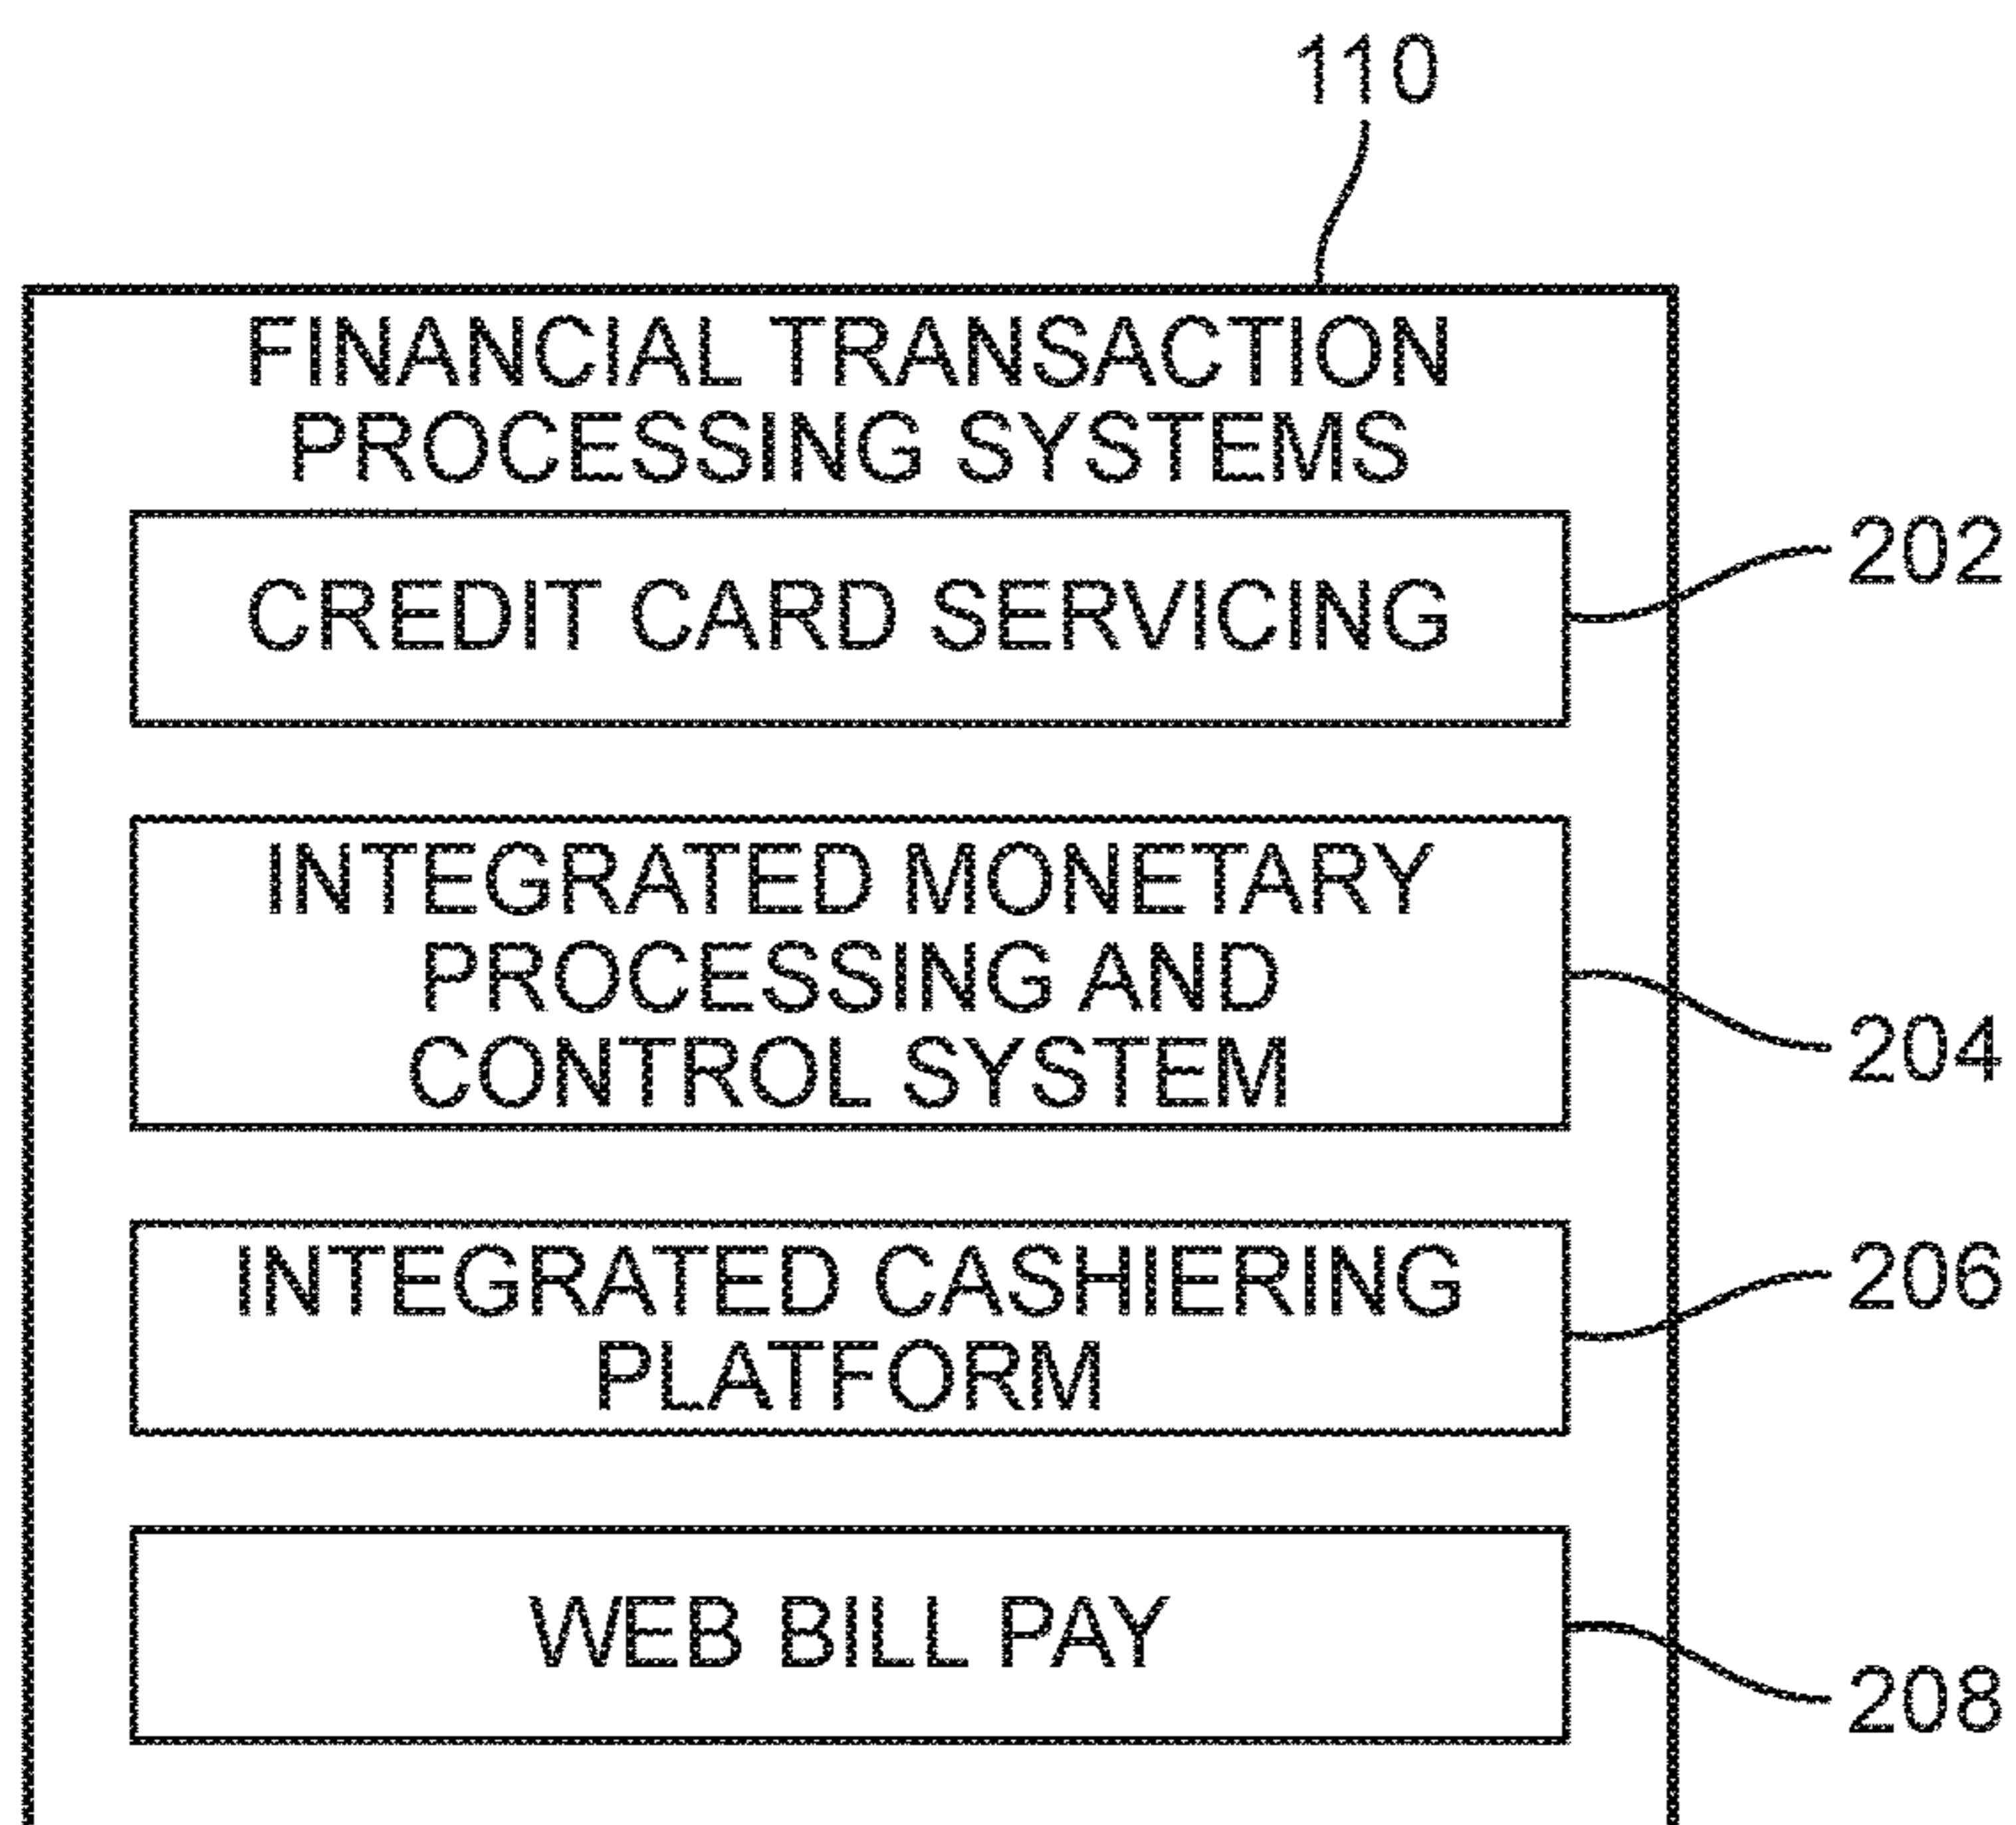 110
FINANCIAL TRANSACTION
PROCESSING SYSTEMS
CREDIT CARD SERVICING
202
INTEGRATED MONETARY
PROCESSING AND
CONTROL SYSTEM
204
INTEGRATED CASHIERING
PLATFORM
206
WEB BILL PAY
208